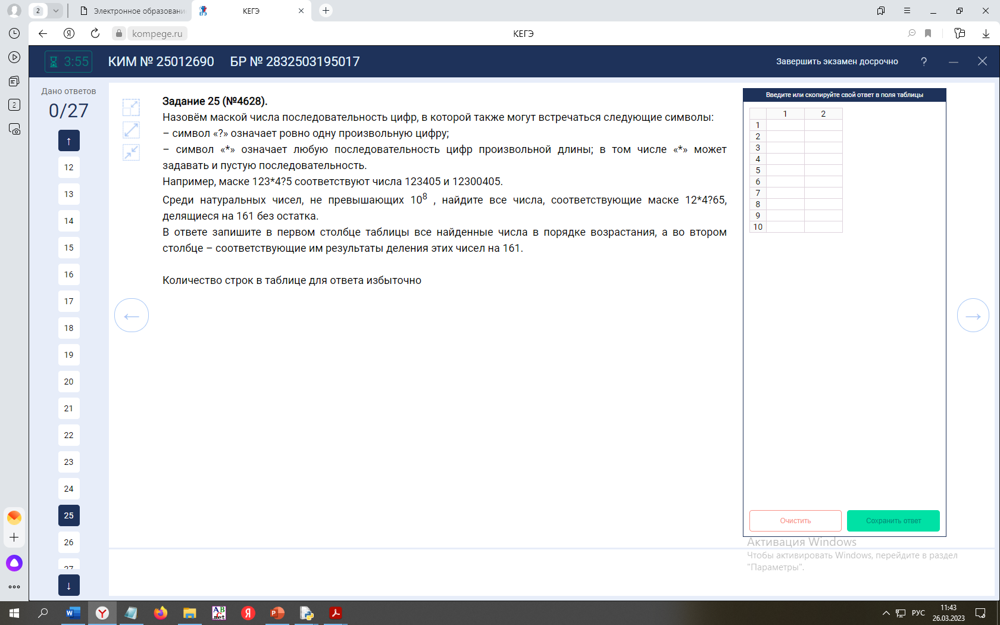 2
Электронное образовани
КЕГЭ
kompege.ru
КЕГЭ
2
3:55
КИМ № 25012690
БР № 2832503195017
Завершить экзамен досрочно
?
Дано ответов
0/27
↑
12
13
14
15
16
17
18
19
20
21
22
23
24
25
26
27
↓
Задание 25 (№4628).
Назовём маской числа последовательность цифр, в которой также могут встречаться следующие символы:
– символ «?» означает ровно одну произвольную цифру;
– символ «*» означает любую последовательность цифр произвольной длины; в том числе «*» может
задавать и пустую последовательность.
Например, маске 123*4?5 соответствуют числа 123405 и 12300405.
Среди натуральных чисел, не превышающих 10⁸ , найдите все числа, соответствующие маске 12*4?65,
делящиеся на 161 без остатка.
В ответе запишите в первом столбце таблицы все найденные числа в порядке возрастания, а во втором
столбце – соответствующие им результаты деления этих чисел на 161.
Количество строк в таблице для ответа избыточно
Введите или скопируйте свой ответ в поля таблицы
1 2
1
2
3
4
5
6
7
8
9
10
Очистить
Сохранить ответ
Активация Windows
Чтобы активировать Windows, перейдите в раздел
"Параметры".
РУС
11:43
26.03.2023